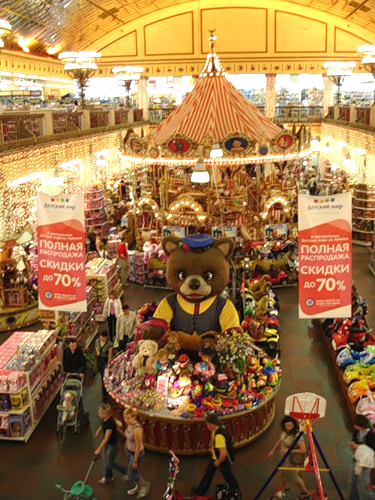 Детский мир
ПОЛНАЯ
РАСПРОДАЖА
СКИДКИ
до 70%
Детский мир
ПОЛНАЯ
РАСПРОДАЖА
СКИДКИ
до 70%